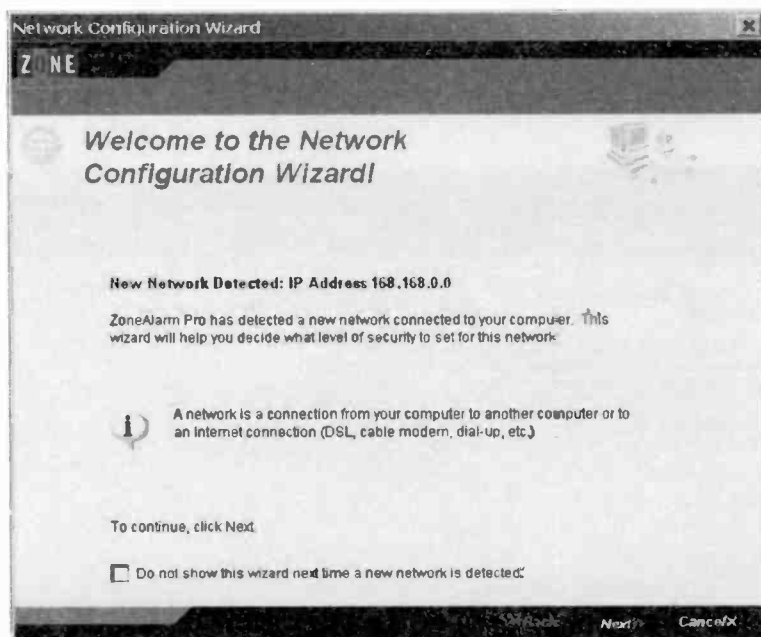 Network Configuration Wizard
ZONE
Welcome to the Network
Configuration Wizard!
New Network Detected: IP Address 168.168.0.0
ZoneAlarm Pro has detected a new network connected to your computer. This
wizard will help you decide what level of security to set for this network
i
A network is a connection from your computer to another computer or to
an Internet connection (DSL, cable modem, dial-up, etc.)
To continue, click Next
Do not show this wizard next time a new network is detected.
<Back Next> Cancel x